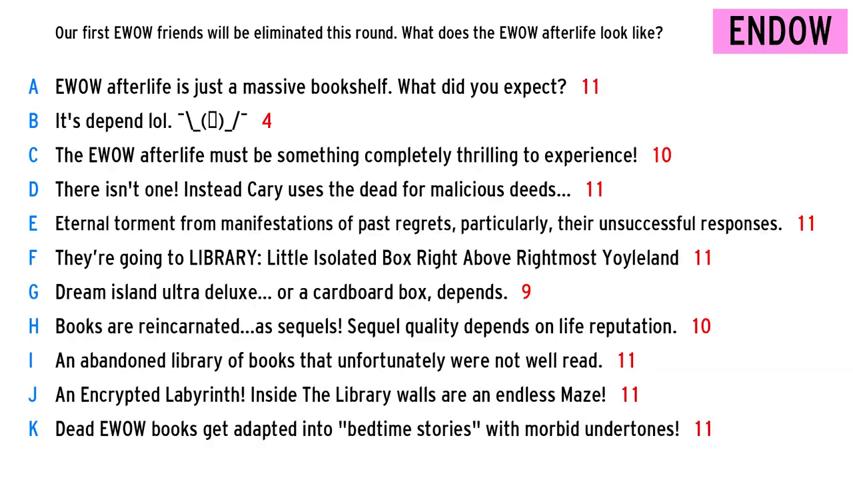 Our first EWOW friends will be eliminated this round. What does the EWOW afterlife look like?
ENDOW
A EWOW afterlife is just a massive bookshelf. What did you expect? 11
B It's depend lol. ¯\_(▯)_/¯ 4
C The EWOW afterlife must be something completely thrilling to experience! 10
D There isn't one! Instead Cary uses the dead for malicious deeds... 11
E Eternal torment from manifestations of past regrets, particularly, their unsuccessful responses. 11
F They’re going to LIBRARY: Little Isolated Box Right Above Rightmost Yoyleland 11
G Dream island ultra deluxe... or a cardboard box, depends. 9
H Books are reincarnated...as sequels! Sequel quality depends on life reputation. 10
I An abandoned library of books that unfortunately were not well read. 11
J An Encrypted Labyrinth! Inside The Library walls are an endless Maze! 11
K Dead EWOW books get adapted into "bedtime stories" with morbid undertones! 11